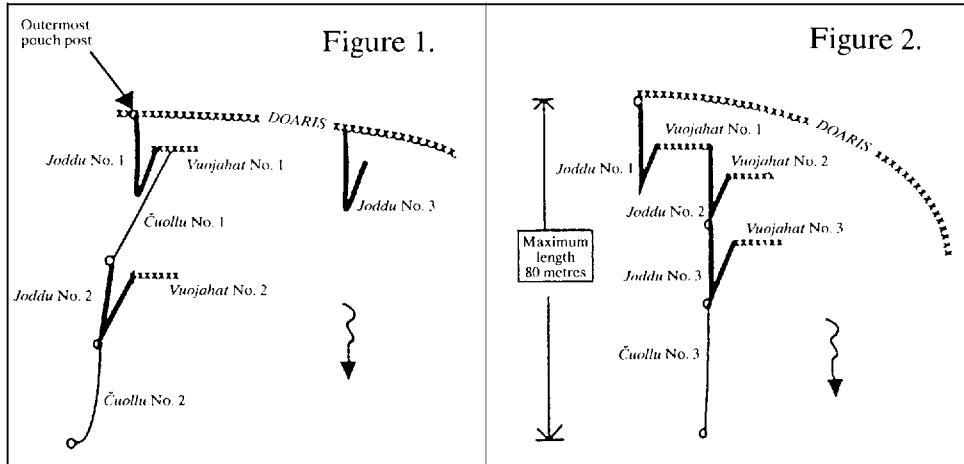 Outermost
pouch post
Figure 1.
DOARIS
Joddu No. 1
Vuojahat No. 1
Joddu No. 3
Čuollu No. 1
Joddu No. 2
Vuojahat No. 2
Čuollu No. 2
Figure 2.
DOARIS
Vuojahat No. 1
Joddu No. 1
Vuojahat No. 2
Joddu No. 2
Vuojahat No. 3
Maximum
length
80 metres
Joddu No. 3
Čuollu No. 3